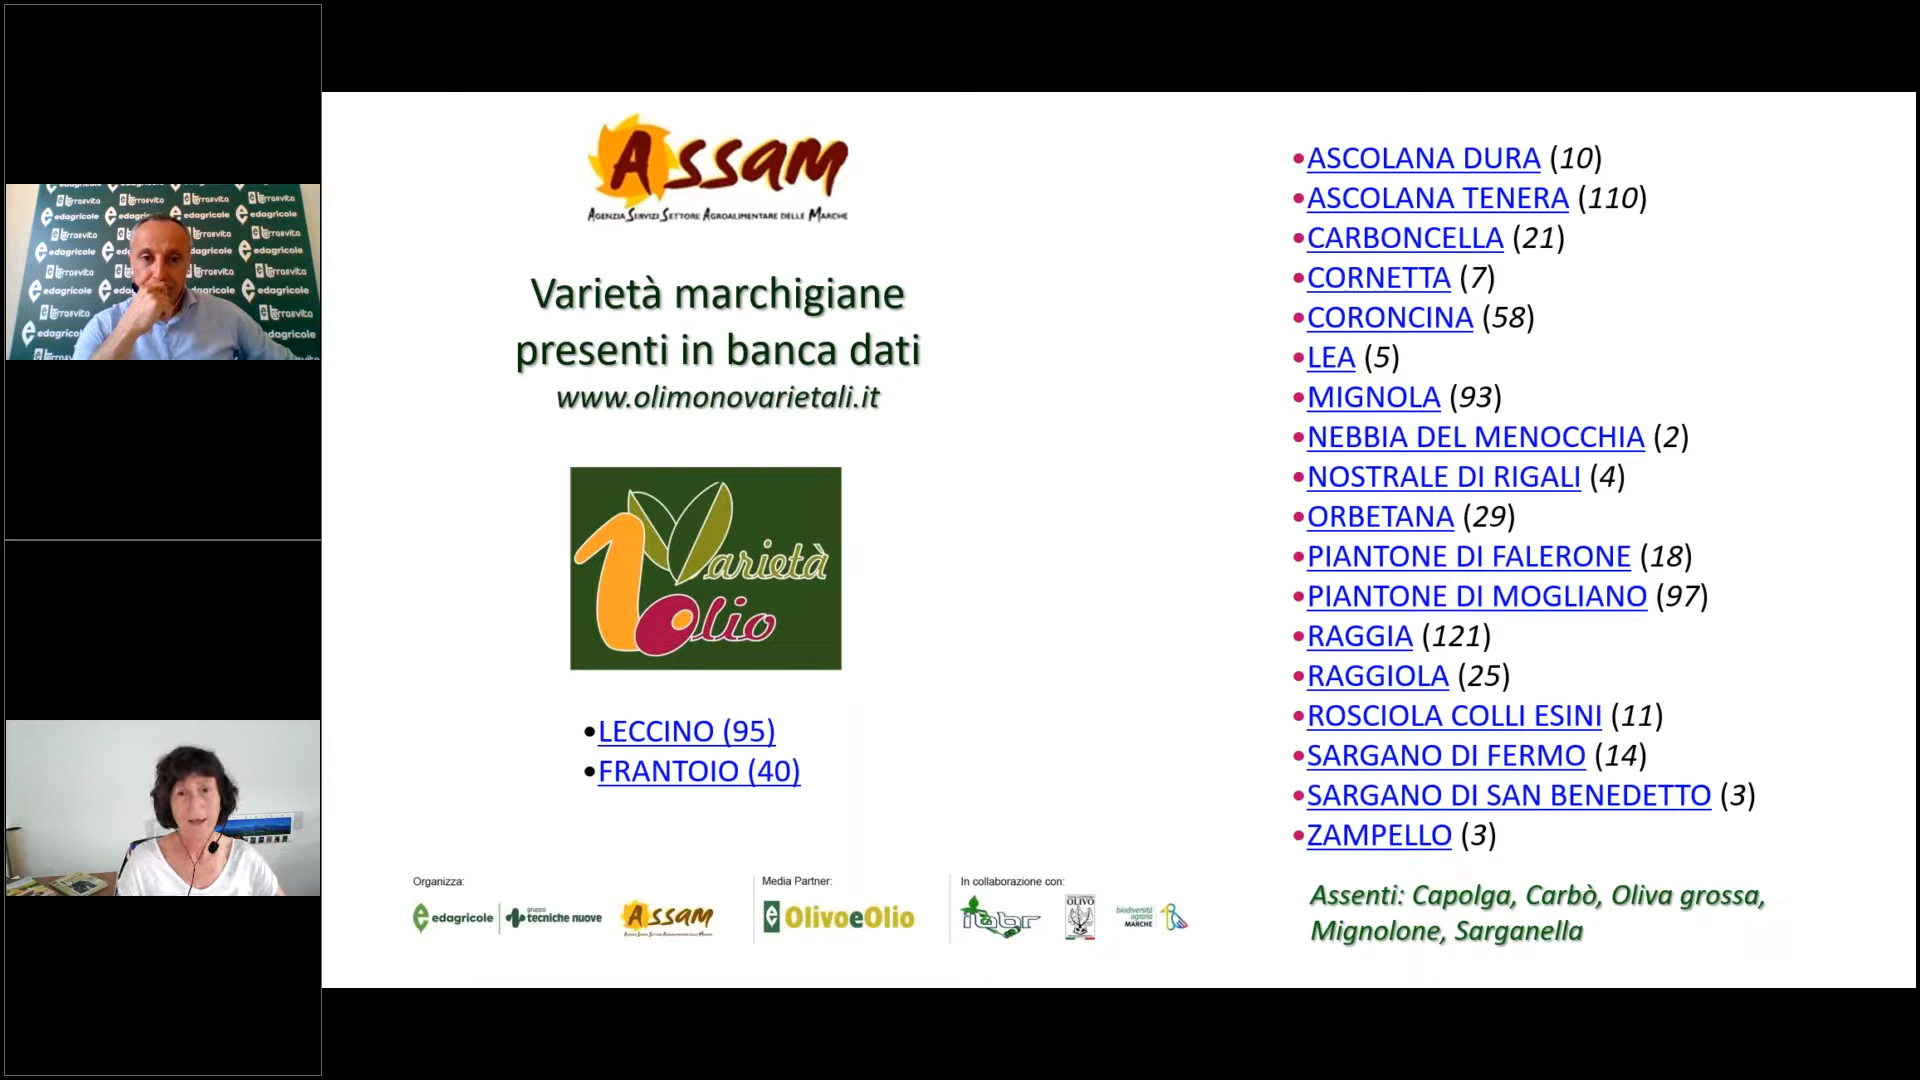 Assam
Agenzia Servizi Settore Agroalimentare delle Marche
Varietà marchigiane
presenti in banca dati
www.olimonovarietali.it
1 Varietà
Olio
•LECCINO (95)
•FRANTOIO (40)
•ASCOLANA DURA (10)
•ASCOLANA TENERA (110)
•CARBONCELLA (21)
•CORNETTA (7)
•CORONCINA (58)
•LEA (5)
•MIGNOLA (93)
•NEBBIA DEL MENOCCHIA (2)
•NOSTRALE DI RIGALI (4)
•ORBETANA (29)
•PIANTONE DI FALERONE (18)
•PIANTONE DI MOGLIANO (97)
•RAGGIA (121)
•RAGGIOLA (25)
•ROSCIOLA COLLI ESINI (11)
•SARGANO DI FERMO (14)
•SARGANO DI SAN BENEDETTO (3)
•ZAMPELLO (3)
Assenti: Capolga, Carbò, Oliva grossa,
Mignolone, Sarganella
Organizza:
edagricole
gruppo
tecniche nuove
Assam
Media Partner:
OlivoeOlio
In collaborazione con:
iabr
OLIVO
biodiversità
agraria
MARCHE
edagricole
terraevita